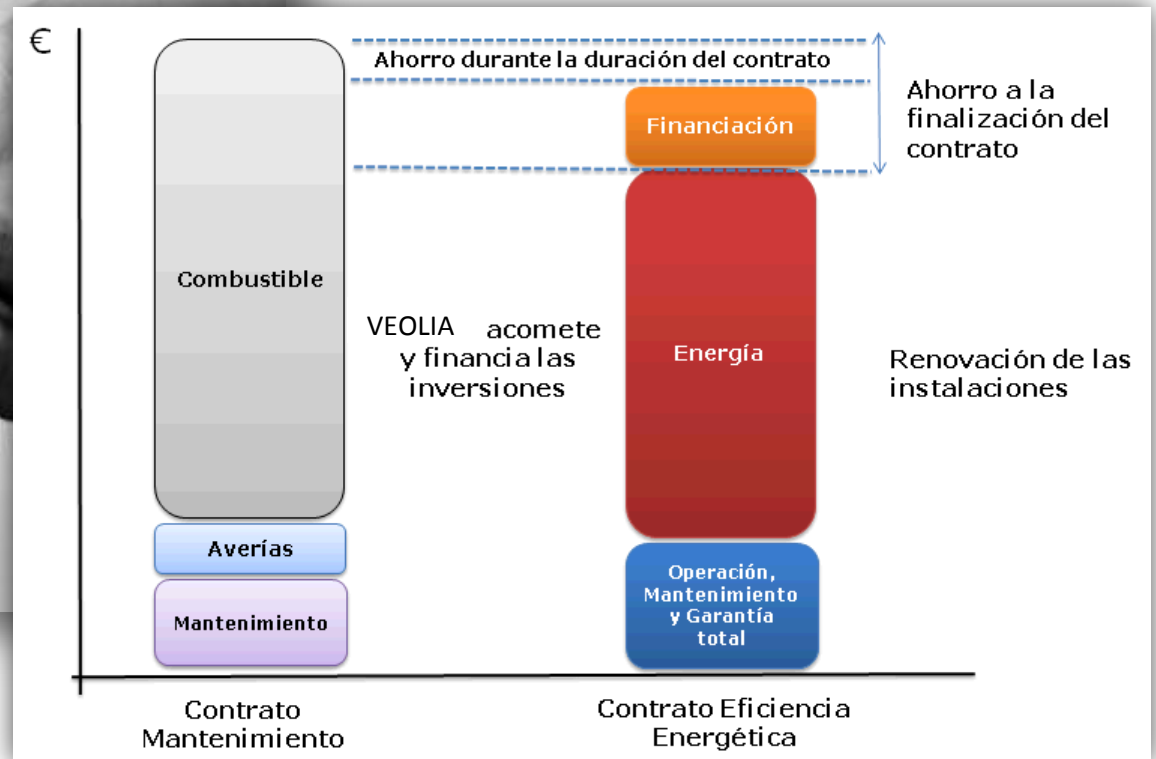 €
Ahorro durante la duración del contrato
Ahorro a la
finalización del
contrato
Financiación
Combustible
VEOLIA acomete
y financia las
inversiones
Energía
Renovación de las
instalaciones
Averías
Mantenimiento
Operación,
Mantenimiento
y Garantía
total
Contrato
Mantenimiento
Contrato Eficiencia
Energética